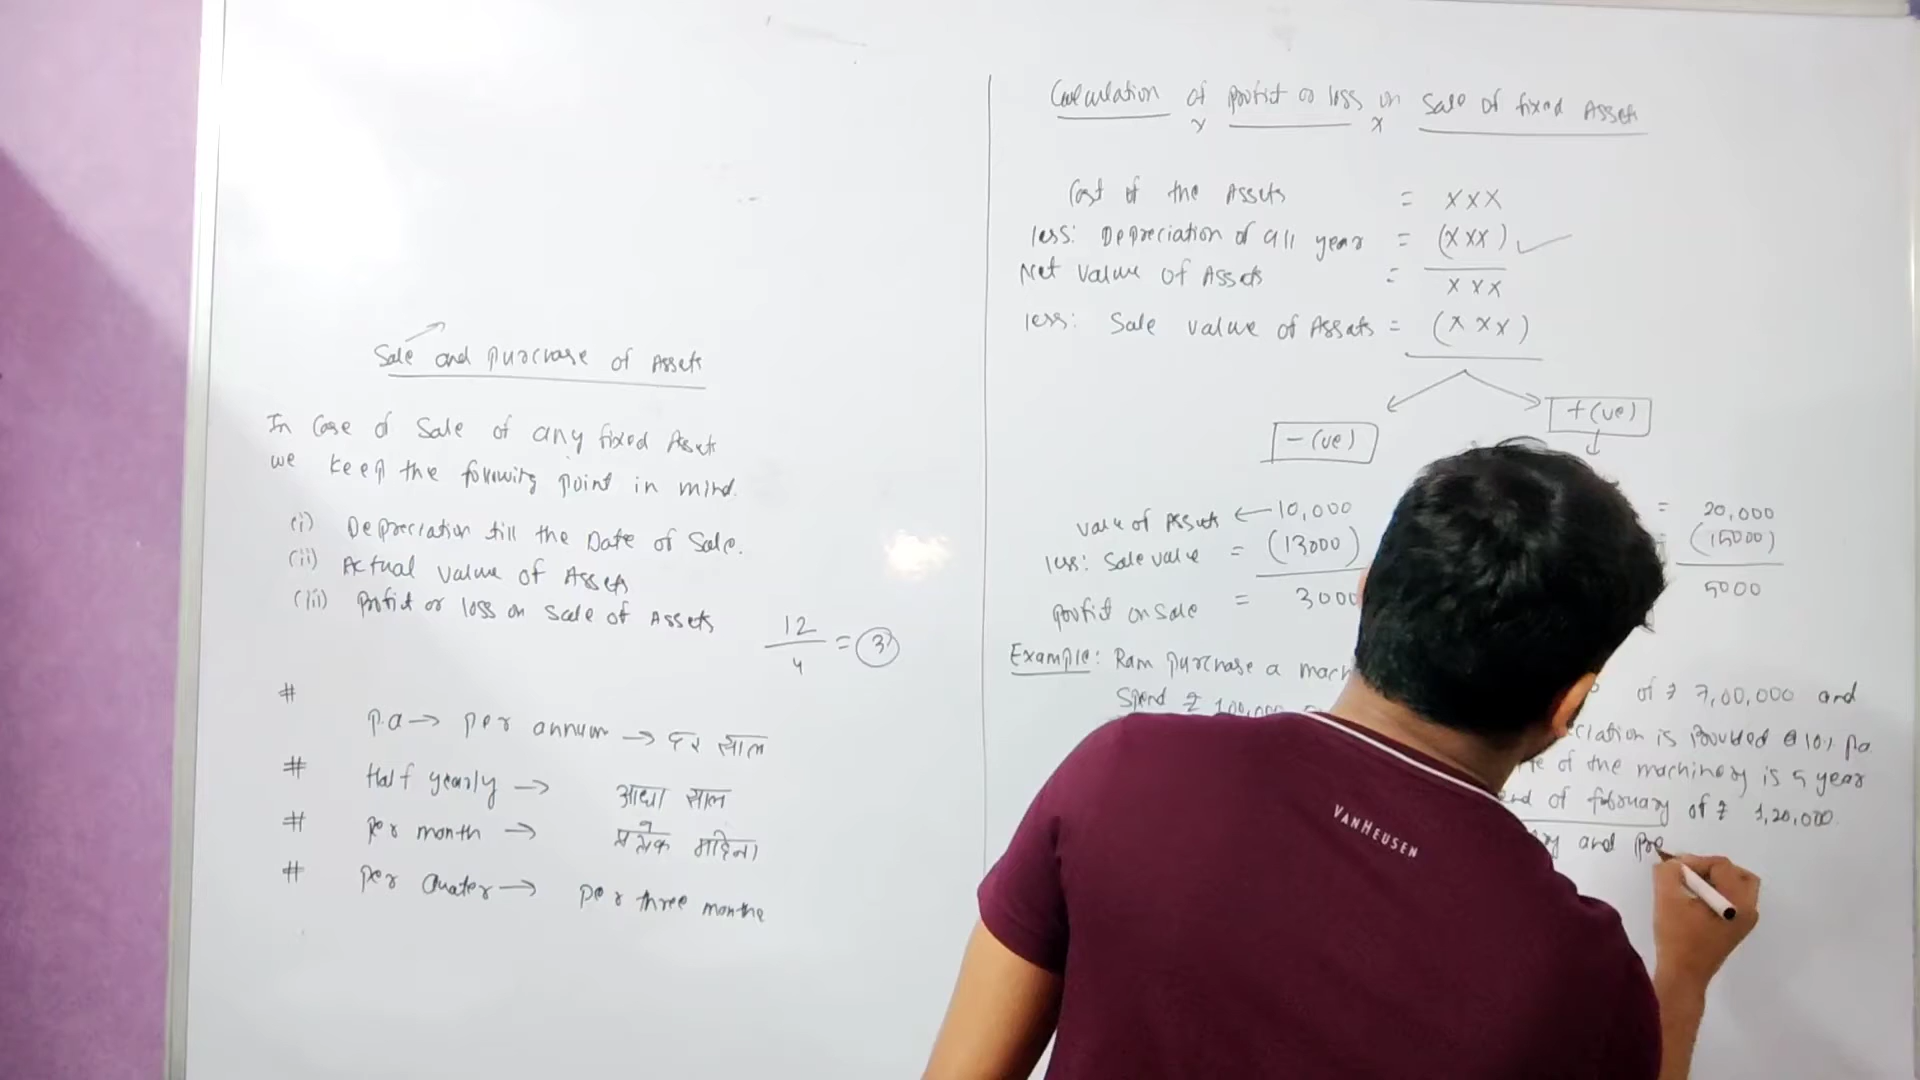 Sale and purchase of Assets
In Case of Sale of any fixed Assets
we keep the following point in mind.
(i) Depreciation till the Date of Sale.
(ii) Actual value of Assets
(iii) Profit or loss on Sale of Assets
12/4 = 3
# p.a → per annum → दर साल
# Half yearly → आधा साल
# per month → प्रत्येक महिना
# per Quater → per three months
Calculation of profit or loss on Sale of fixed Assets
x x
Cost of the Assets = xxx
less: Depreciation of all year = (xxx) ✓
Net value of Assets = xxx
less: Sale value of Assets = (xxx)
-(ve) +(ve)
value of Assets ← 10,000
less: Sale value = (13000)
profit on Sale = 3000
= 20,000
= (15000)
5000
Example: Ram purchase a
of ₹ 7,00,000 and
Spend ₹ 100,000
is provided @ 10% pa.
of the machinery is 5 year
end of february of ₹ 1,20,000
and
VANHEUSEN